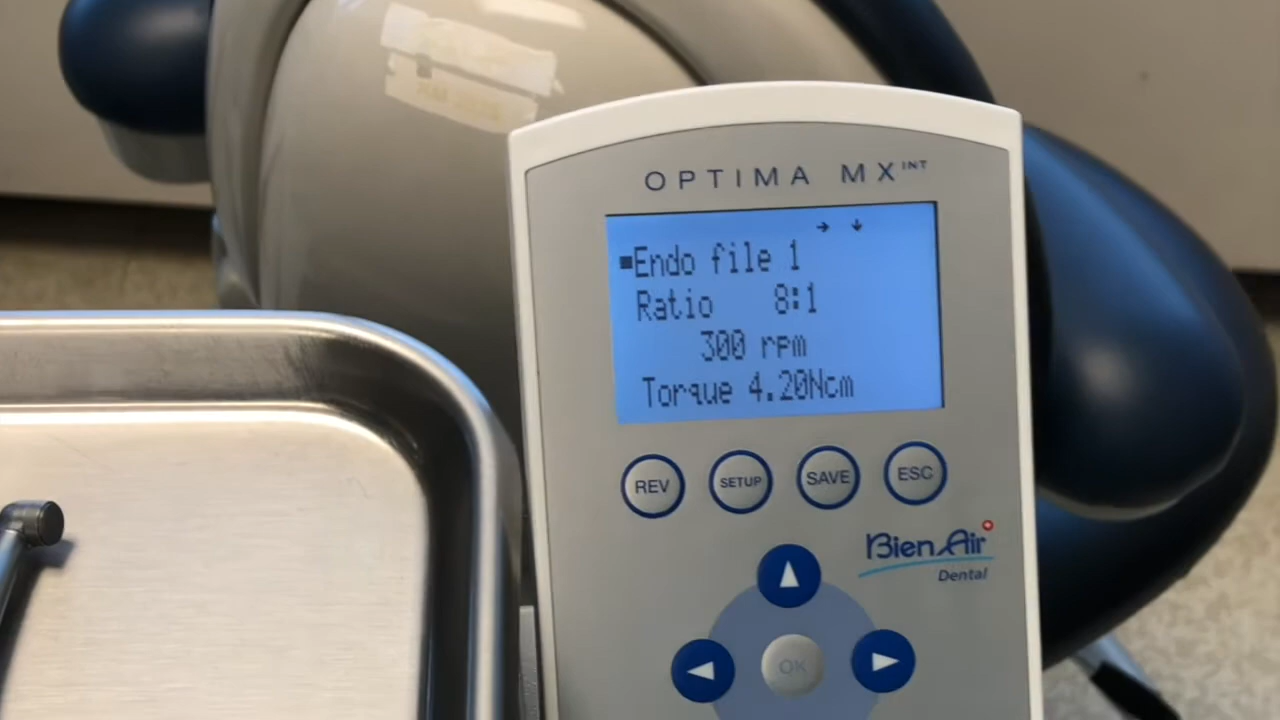 OPTIMA MX INT
→ ↓
■Endo file 1
Ratio 8:1
300 rpm
Torque 4.20Ncm
REV SETUP SAVE ESC
Bien Air
Dental
OK